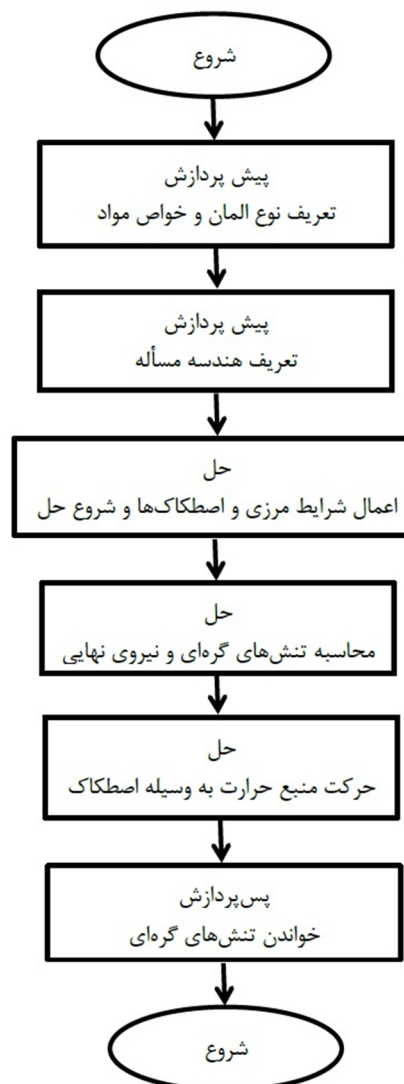 شروع
پیش پردازش
تعریف نوع المان و خواص مواد
پیش پردازش
تعریف هندسه مسأله
حل
اعمال شرایط مرزی و اصطکاک‌ها و شروع حل
حل
محاسبه تنش‌های گره‌ای و نیروی نهایی
حل
حرکت منبع حرارت به وسیله اصطکاک
پس‌پردازش
خواندن تنش‌های گره‌ای
شروع